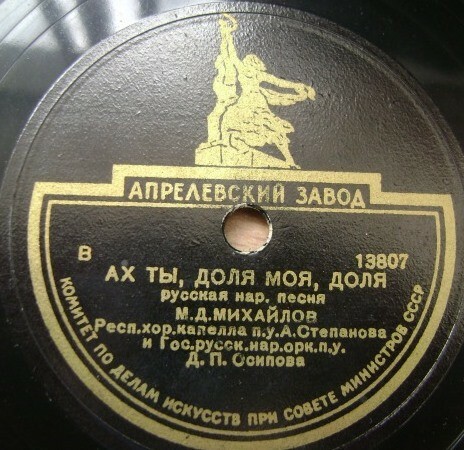 АПРЕЛЕВСКИЙ ЗАВОД
В 13807
АХ ТЫ, ДОЛЯ МОЯ, ДОЛЯ
русская нар. песня
М.Д.МИХАЙЛОВ
Респ.хор.капелла п.у.А.Степанова
и Гос.русск.нар.орк.п.у.
Д.П.Осипова
КОМИТЕТ ПО ДЕЛАМ ИСКУССТВ ПРИ СОВЕТЕ МИНИСТРОВ СССР